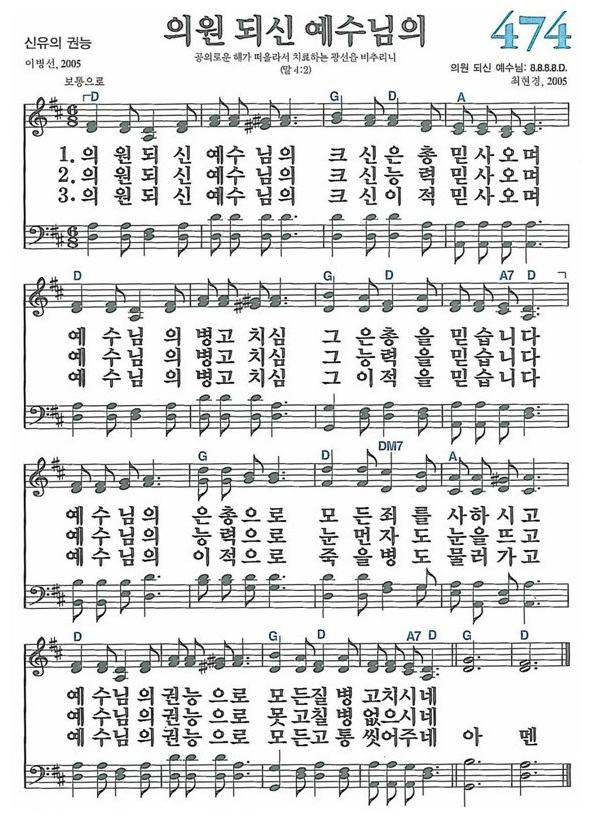 의원 되신 예수님의
474
신유의 권능
공의로운 해가 떠올라서 치료하는 광선을 비추리니
(말 4:2)
이병선, 2005
의원 되신 예수님: 8.8.8.8.D.
최현경, 2005
보통으로
D G D A
1. 의 원 되 신 예수 님의 크 신은 총 믿 사 오 며
2. 의 원 되 신 예수 님의 크 신능 력 믿 사 오 며
3. 의 원 되 신 예수 님의 크 신이 적 믿 사 오 며
D G D A7 D
예 수 님 의 병고 치심 그 은총 을 믿 습 니 다
예 수 님 의 병고 치심 그 능력 을 믿 습 니 다
예 수 님 의 병고 치심 그 이적 을 믿 습 니 다
G D DM7 A
예 수님 의 은 총 으 로 모 든 죄 를 사 하 시 고
예 수님 의 능 력 으 로 눈 먼 자 도 눈 을 뜨 고
예 수님 의 이 적 으 로 죽 을 병 도 물 러 가 고
D G D A7 D G D
예 수님 의 권능 으 로 모 든질 병 고치시 네
예 수님 의 권능 으 로 못 고칠 병 없으시 네
예 수님 의 권능 으 로 모 든고 통 씻어주 네 아 멘